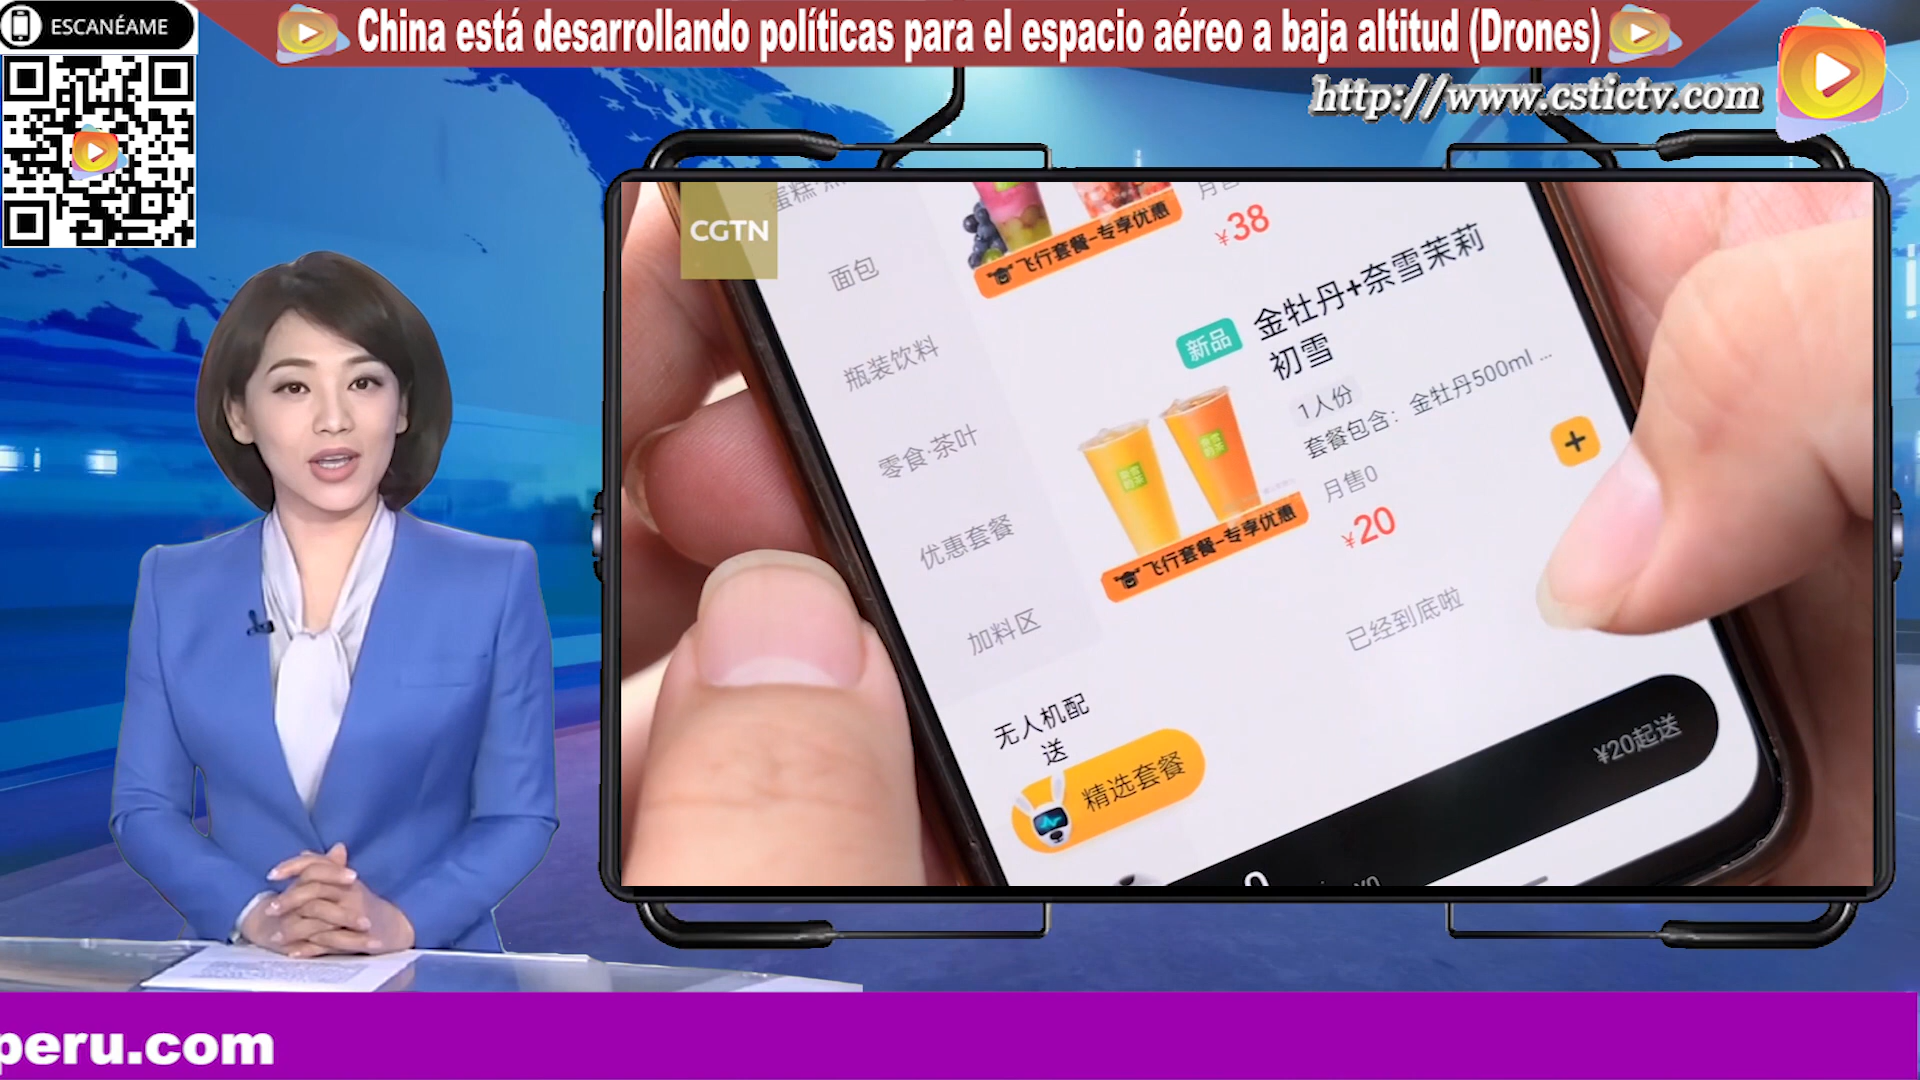 ESCANÉAME
China está desarrollando políticas para el espacio aéreo a baja altitud (Drones)
http://www.cstictv.com
CGTN
面包
瓶装饮料
零食·茶叶
优惠套餐
加料区
无人机配
送
精选套餐
飞行套餐-专享优惠
¥38
新品
金牡丹+奈雪茉莉
初雪
1人份
套餐包含：金牡丹500ml ...
月售0
¥20
飞行套餐-专享优惠
已经到底啦
¥20起送
peru.com